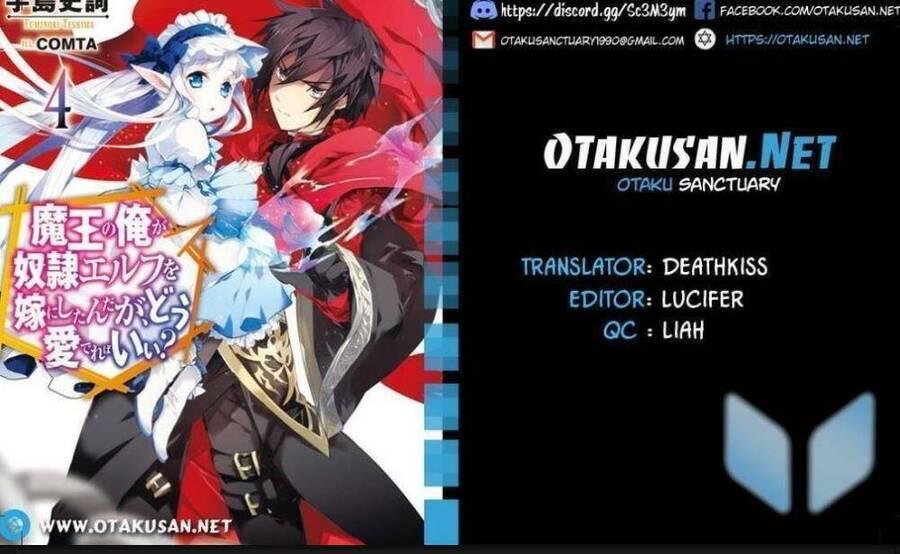 手島史詞
FUMINORI TESHIMA
ILL. COMTA
4
魔王の俺が
奴隷エルフを
嫁にしたんだが、どう
愛でればいい?
WWW.OTAKUSAN.NET
https://discord.gg/Sc3M3ym
FACEBOOK.COM/OTAKUSAN.NET
OTAKUSANCTUARY1990@GMAIL.COM
HTTPS://OTAKUSAN.NET
OTAKUSAN.NET
OTAKU SANCTUARY
TRANSLATOR: DEATHKISS
EDITOR: LUCIFER
QC : LIAH